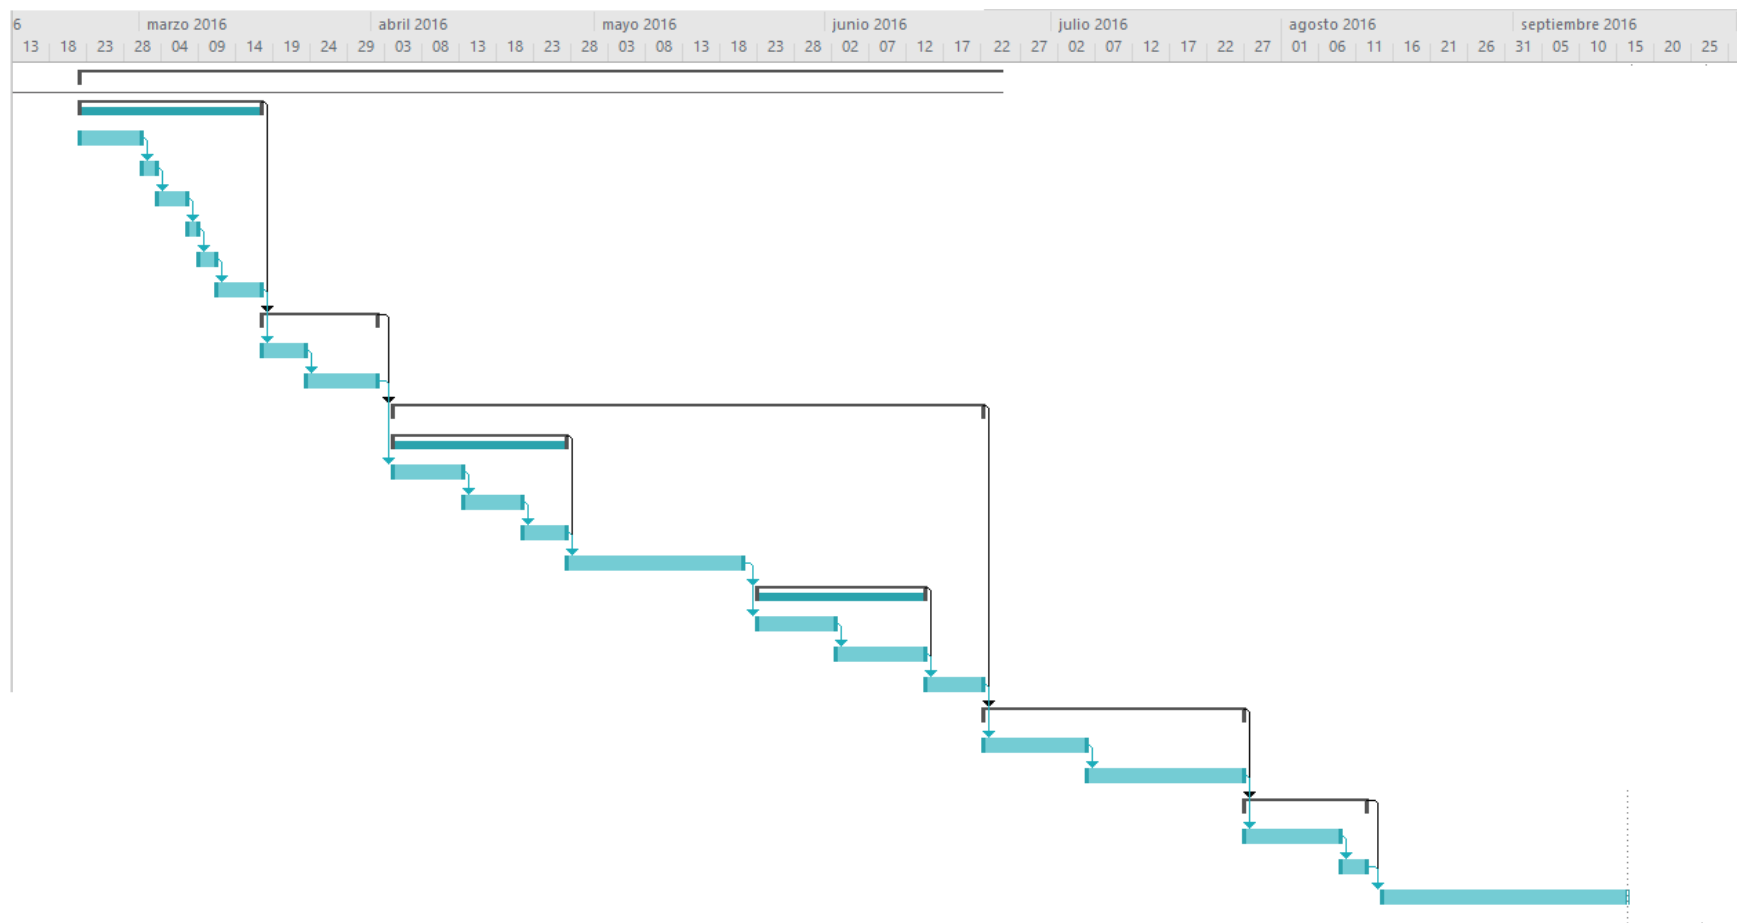 6 marzo 2016 abril 2016 mayo 2016 junio 2016 julio 2016 agosto 2016 septiembre 2016
13 18 23 28 04 09 14 19 24 29 03 08 13 18 23 28 03 08 13 18 23 28 02 07 12 17 22 27 02 07 12 17 22 27 01 06 11 16 21 26 31 05 10 15 20 25